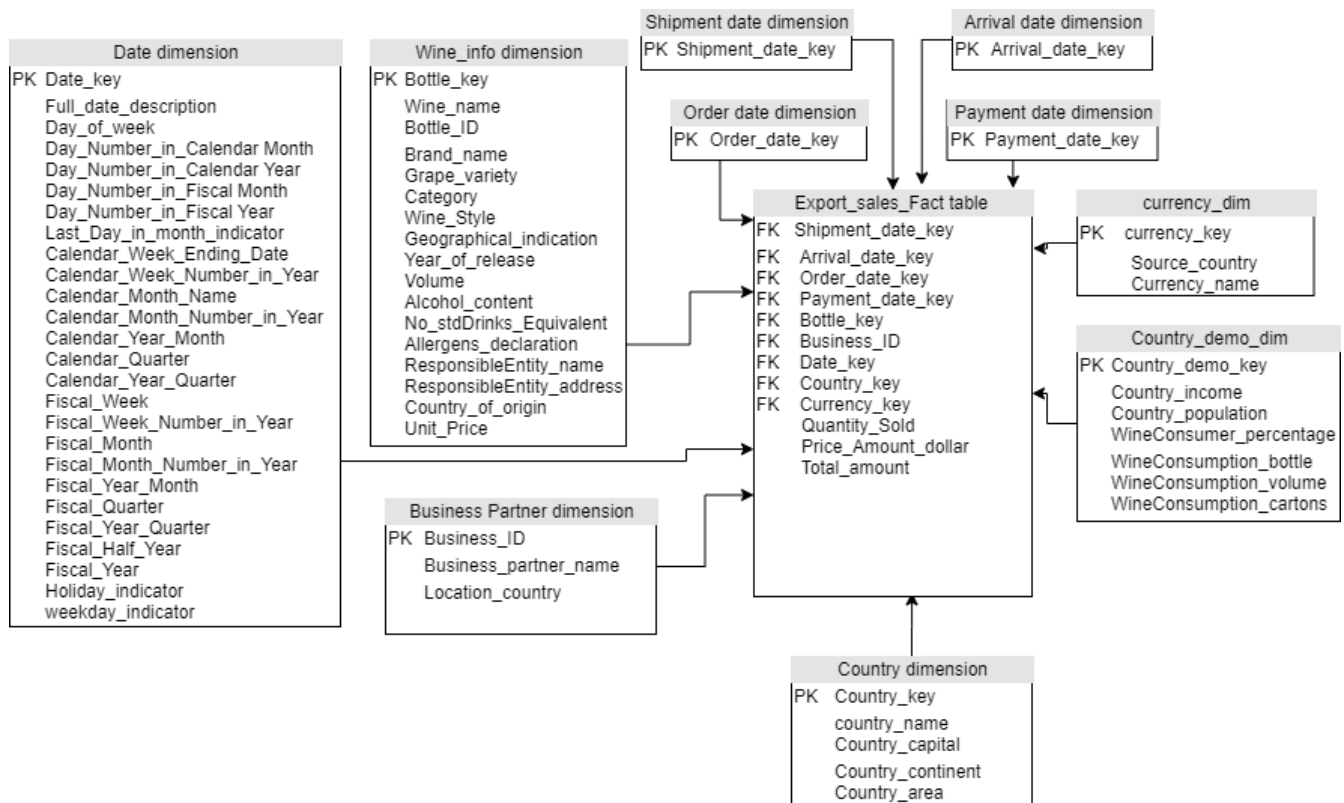 Date dimension
PK Date_key
Full_date_description
Day_of_week
Day_Number_in_Calendar Month
Day_Number_in_Calendar Year
Day_Number_in_Fiscal Month
Day_Number_in_Fiscal Year
Last_Day_in_month_indicator
Calendar_Week_Ending_Date
Calendar_Week_Number_in_Year
Calendar_Month_Name
Calendar_Month_Number_in_Year
Calendar_Year_Month
Calendar_Quarter
Calendar_Year_Quarter
Fiscal_Week
Fiscal_Week_Number_in_Year
Fiscal_Month
Fiscal_Month_Number_in_Year
Fiscal_Year_Month
Fiscal_Quarter
Fiscal_Year_Quarter
Fiscal_Half_Year
Fiscal_Year
Holiday_indicator
weekday_indicator
Wine_info dimension
PK Bottle_key
Wine_name
Bottle_ID
Brand_name
Grape_variety
Category
Wine_Style
Geographical_indication
Year_of_release
Volume
Alcohol_content
No_stdDrinks_Equivalent
Allergens_declaration
ResponsibleEntity_name
ResponsibleEntity_address
Country_of_origin
Unit_Price
Business Partner dimension
PK Business_ID
Business_partner_name
Location_country
Shipment date dimension
PK Shipment_date_key
Arrival date dimension
PK Arrival_date_key
Order date dimension
PK Order_date_key
Payment date dimension
PK Payment_date_key
Export_sales_Fact table
FK Shipment_date_key
FK Arrival_date_key
FK Order_date_key
FK Payment_date_key
FK Bottle_key
FK Business_ID
FK Date_key
FK Country_key
FK Currency_key
Quantity_Sold
Price_Amount_dollar
Total_amount
currency_dim
PK currency_key
Source_country
Currency_name
Country_demo_dim
PK Country_demo_key
Country_income
Country_population
WineConsumer_percentage
WineConsumption_bottle
WineConsumption_volume
WineConsumption_cartons
Country dimension
PK Country_key
country_name
Country_capital
Country_continent
Country_area